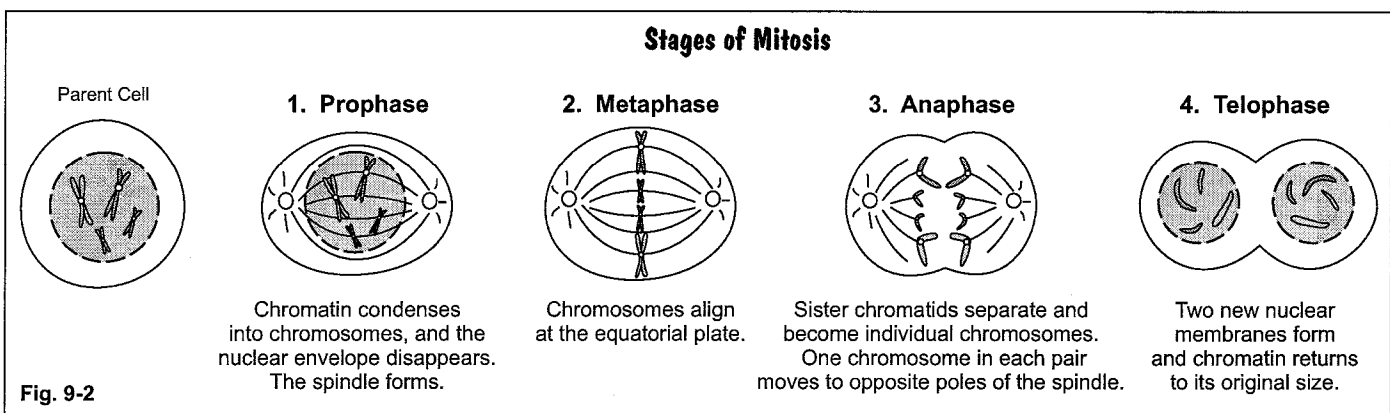 Stages of Mitosis
Parent Cell
1. Prophase
Chromatin condenses
into chromosomes, and the
nuclear envelope disappears.
The spindle forms.
2. Metaphase
Chromosomes align
at the equatorial plate.
3. Anaphase
Sister chromatids separate and
become individual chromosomes.
One chromosome in each pair
moves to opposite poles of the spindle.
4. Telophase
Two new nuclear
membranes form
and chromatin returns
to its original size.
Fig. 9-2